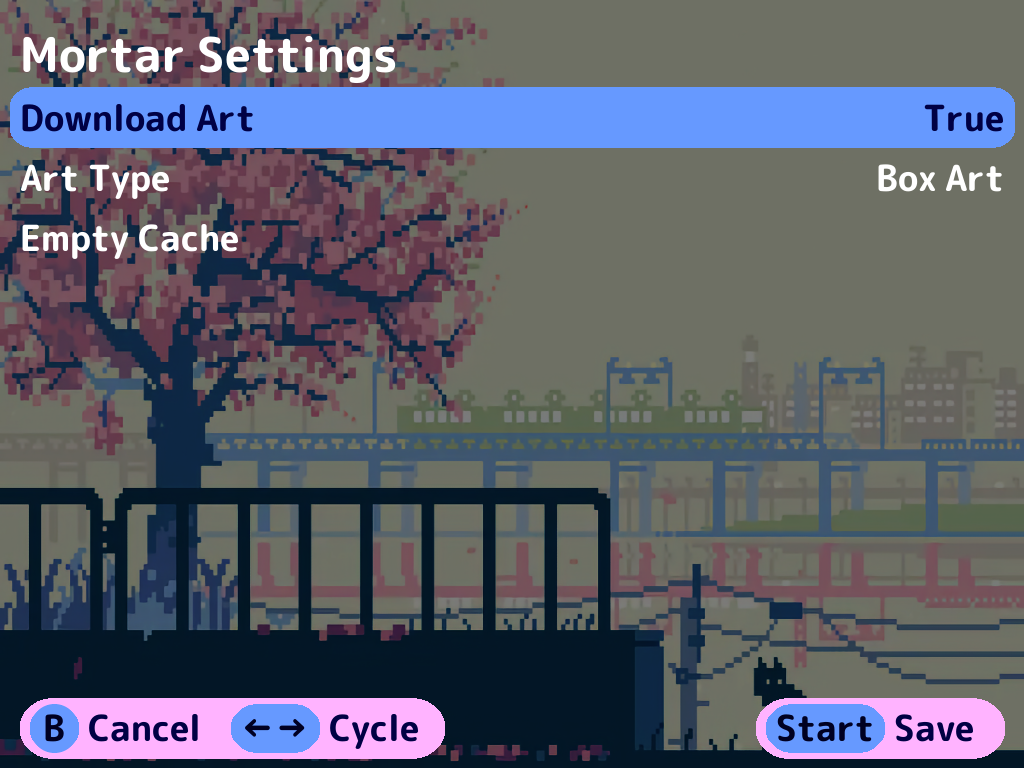 Mortar Settings
Download Art True
Art Type Box Art
Empty Cache
B Cancel ←→ Cycle Start Save